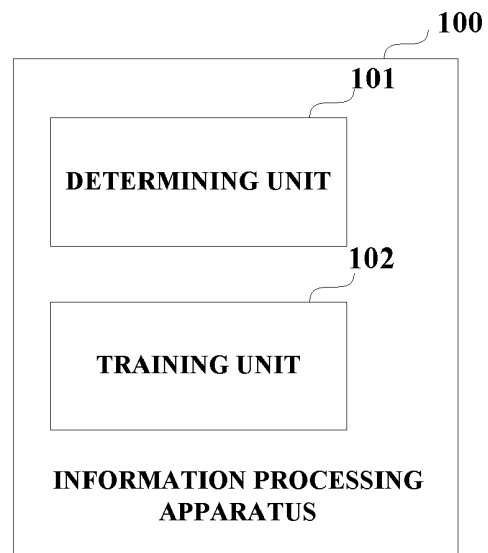 100
101
DETERMINING UNIT
102
TRAINING UNIT
INFORMATION PROCESSING
APPARATUS